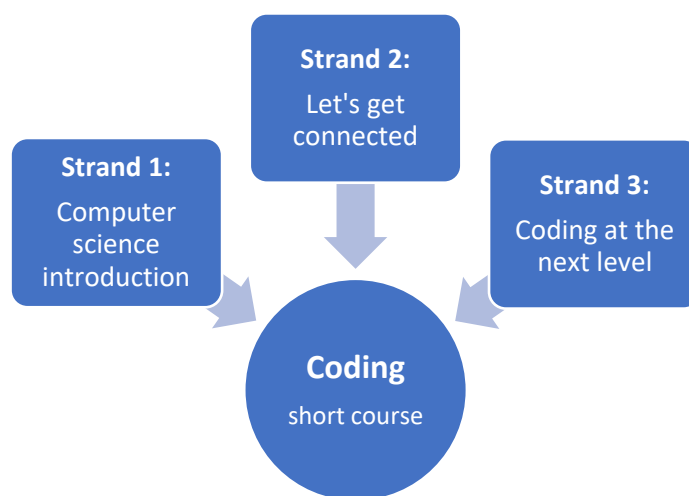 Strand 1:
Computer
science
introduction
Strand 2:
Let's get
connected
Strand 3:
Coding at the
next level
Coding
short course